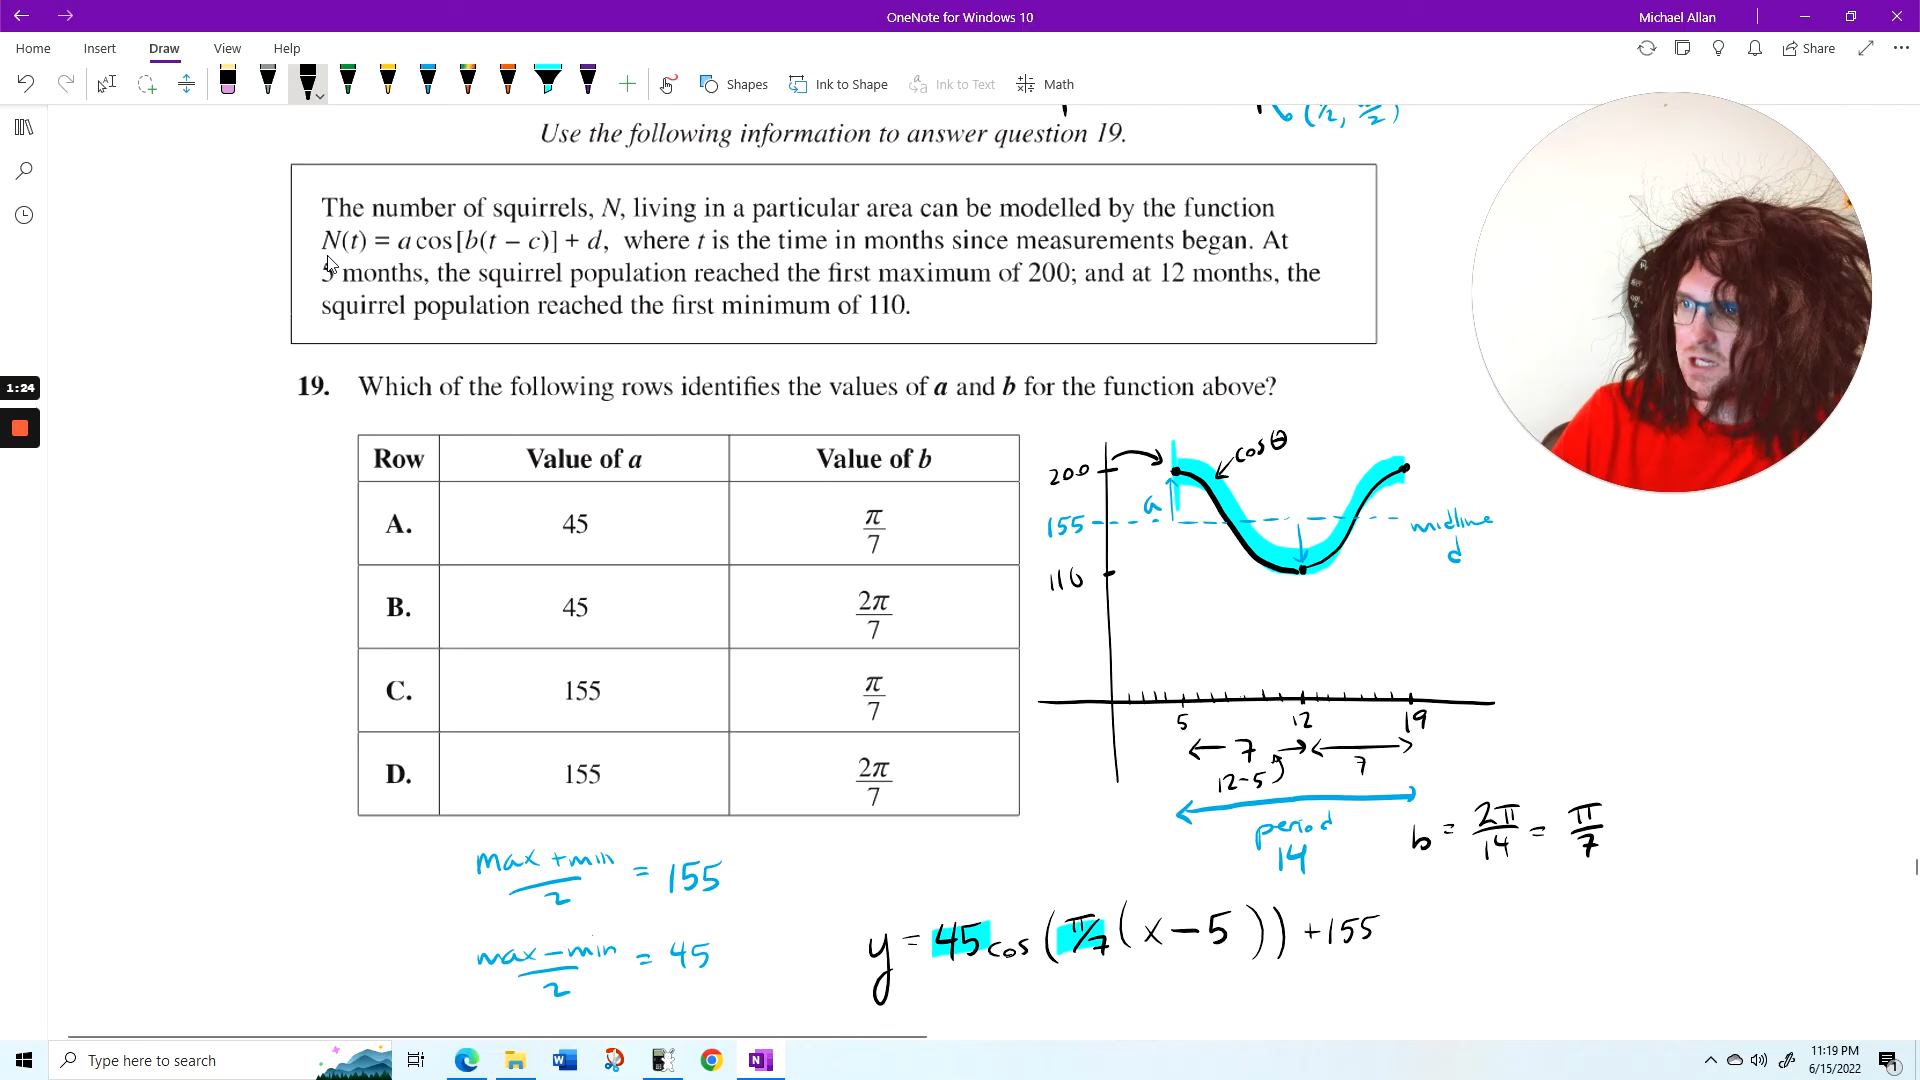 OneNote for Windows 10
Michael Allan
Home Insert Draw View Help
Share
Shapes Ink to Shape Ink to Text Math
(½, π/2)
Use the following information to answer question 19.
The number of squirrels, N, living in a particular area can be modelled by the function
N(t) = a cos[b(t − c)] + d, where t is the time in months since measurements began. At
5 months, the squirrel population reached the first maximum of 200; and at 12 months, the
squirrel population reached the first minimum of 110.
1:24
19. Which of the following rows identifies the values of a and b for the function above?
Row Value of a Value of b
A. 45 π/7
B. 45 2π/7
C. 155 π/7
D. 155 2π/7
cosθ
200
a
155
midline
d
110
5 12 19
7 7
12-5
period
14
b = 2π/14 = π/7
max+min/2 = 155
max-min/2 = 45
y = 45cos(π/7(x-5))+155
Type here to search
11:19 PM
6/15/2022
1